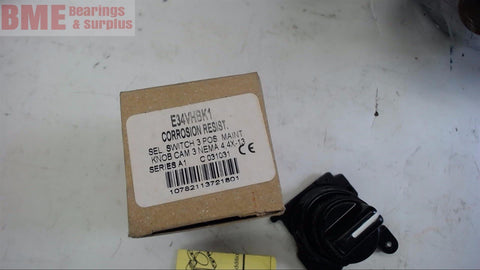 BME Bearings
& Surplus
E34VHBK1
CORROSION RESIST.
SEL. SWITCH 3 POS. MAINT
KNOB CAM 3 NEMA 4 4X-13
SERIES A1 C 031031 CE
10782113721601